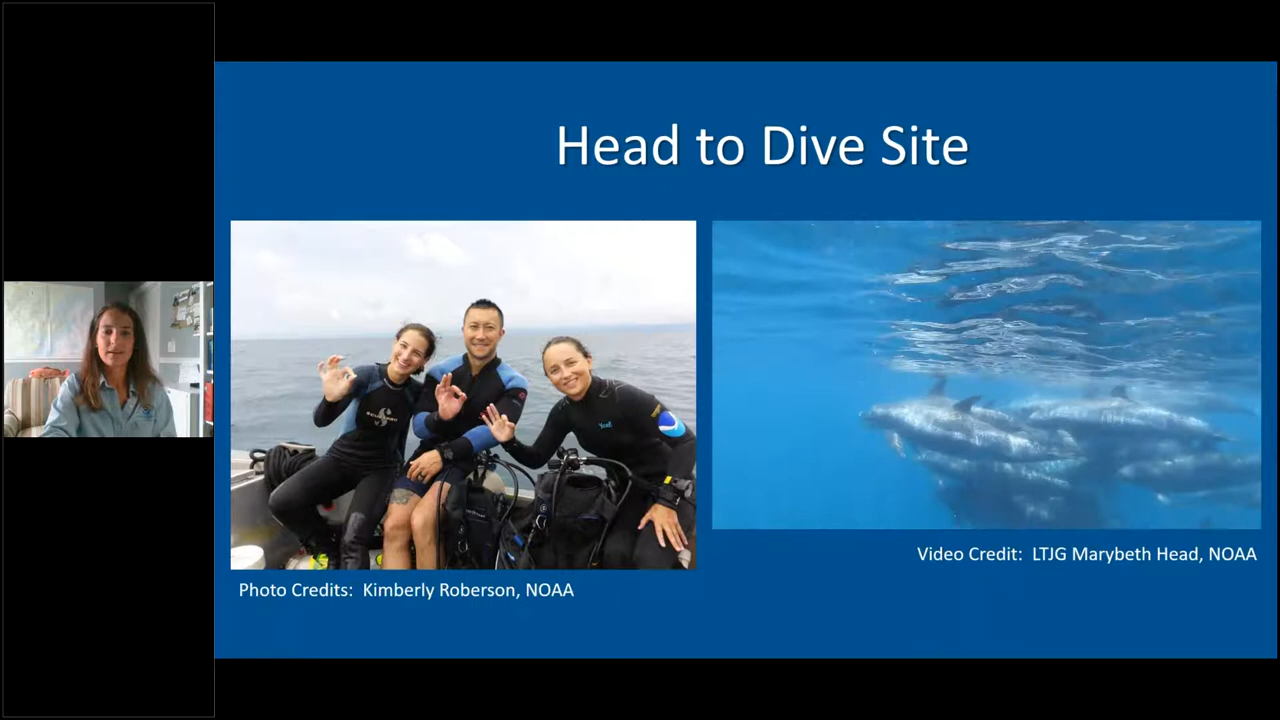 Head to Dive Site
Photo Credits: Kimberly Roberson, NOAA
Video Credit: LTJG Marybeth Head, NOAA